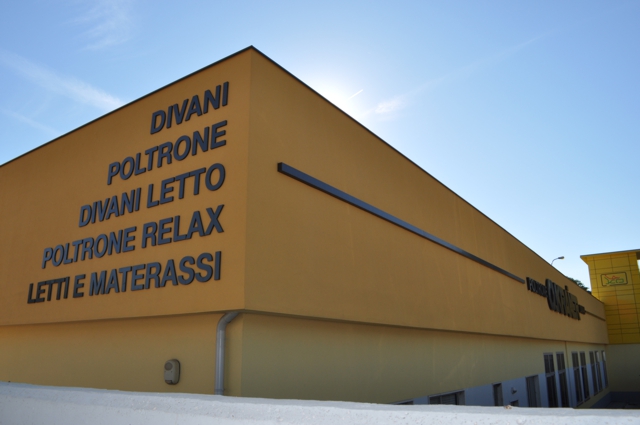 DIVANI
POLTRONE
DIVANI LETTO
POLTRONE RELAX
LETTI E MATERASSI